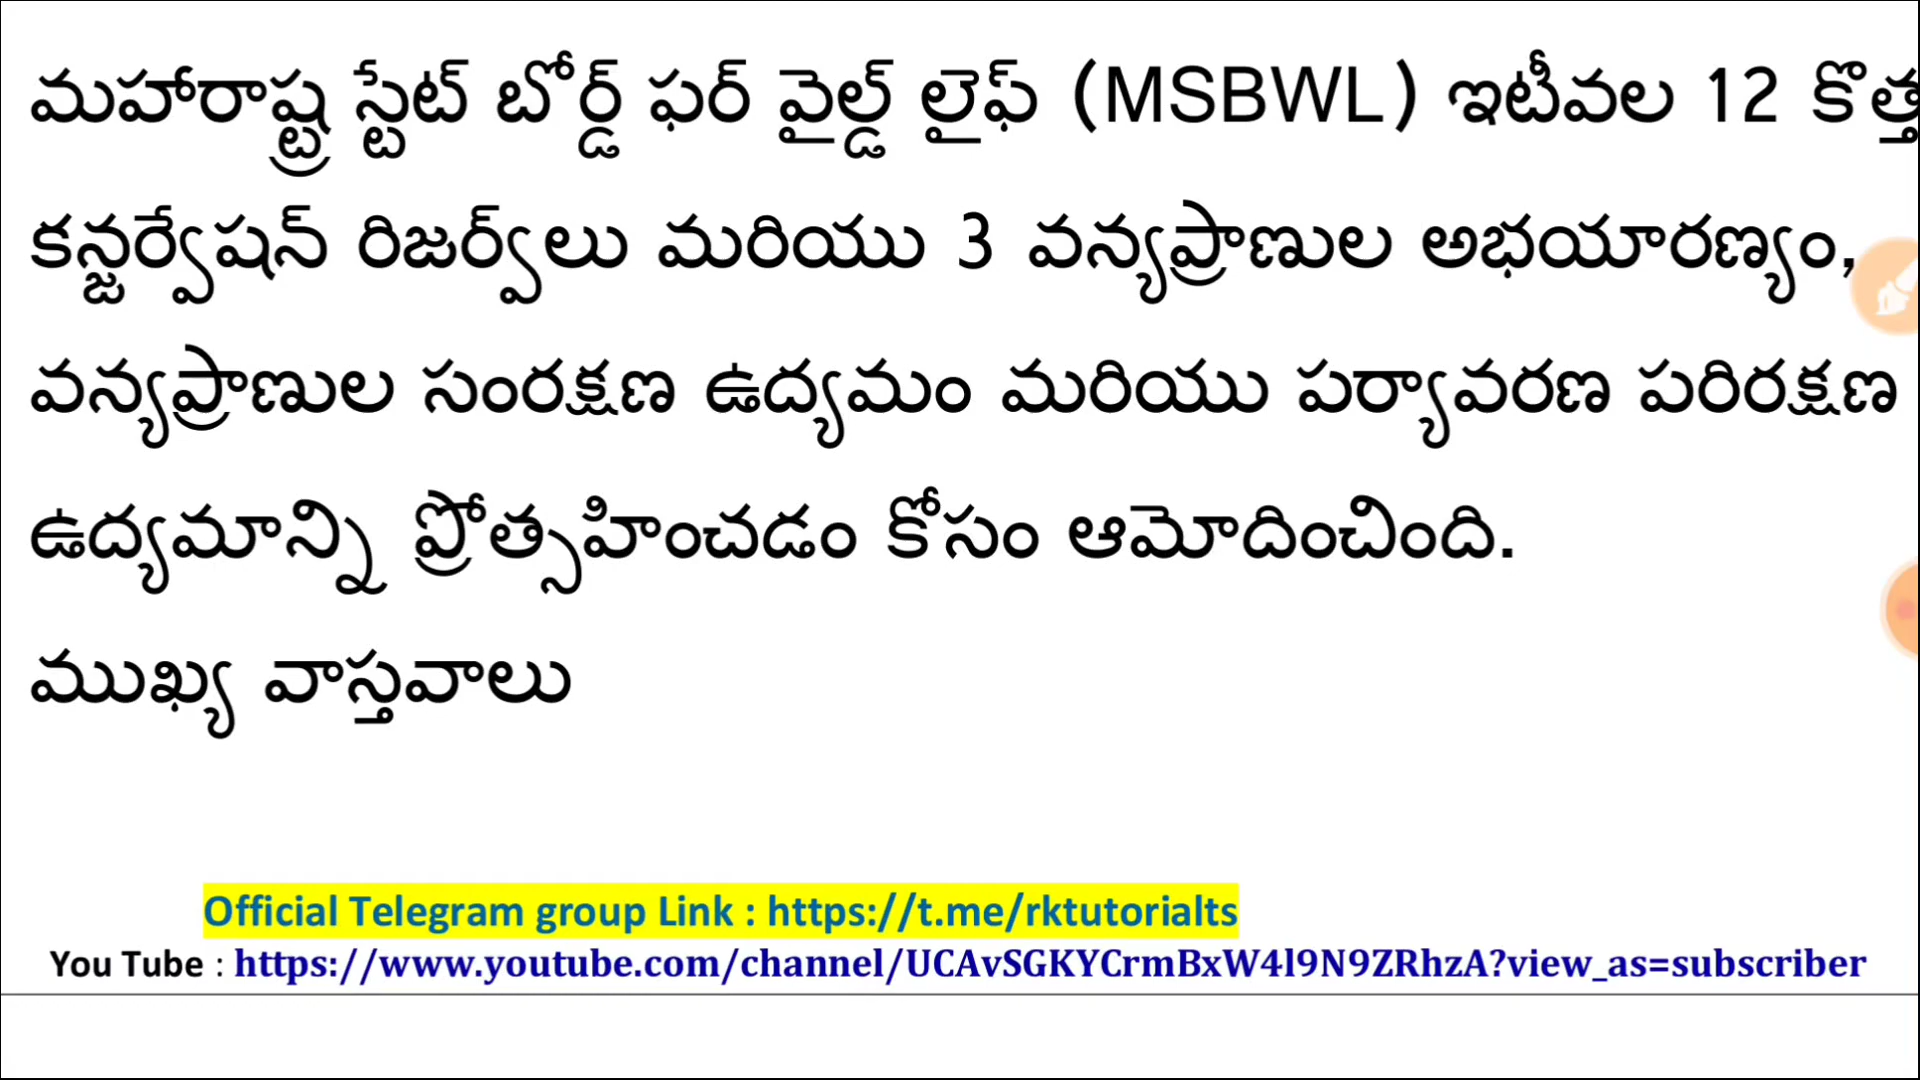 మహారాష్ట్ర స్టేట్ బోర్డ్ ఫర్ వైల్డ్ లైఫ్ (MSBWL) ఇటీవల 12 కొత్త
కన్జర్వేషన్ రిజర్వ్‌లు మరియు 3 వన్యప్రాణుల అభయారణ్యం,
వన్యప్రాణుల సంరక్షణ ఉద్యమం మరియు పర్యావరణ పరిరక్షణ
ఉద్యమాన్ని ప్రోత్సహించడం కోసం ఆమోదించింది.
ముఖ్య వాస్తవాలు
Official Telegram group Link : https://t.me/rktutorialts
You Tube : https://www.youtube.com/channel/UCAvSGKYCrmBxW4l9N9ZRhzA?view_as=subscriber